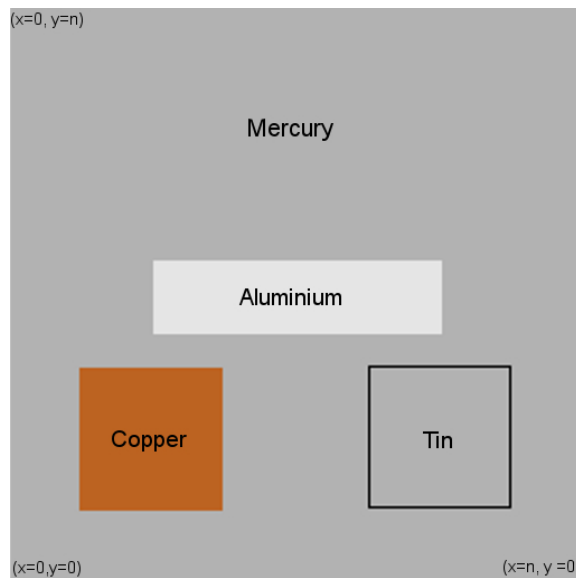 (x=0, y=n)
Mercury
Aluminium
Copper
Tin
(x=0,y=0)
(x=n, y =0